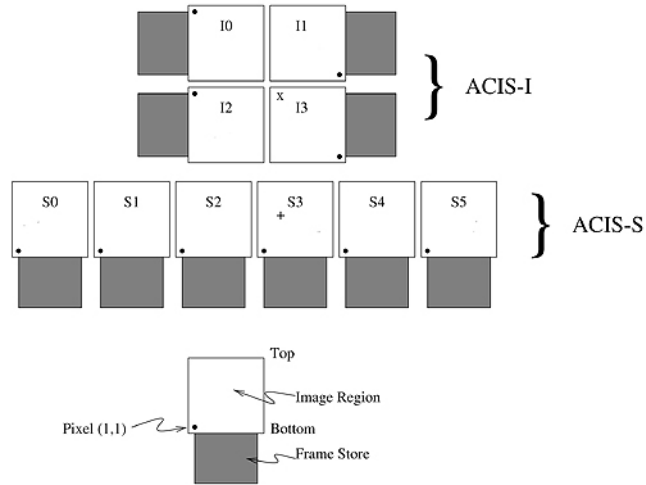 I0 I1
ACIS-I
I2 x I3
S0 S1 S2 S3 S4 S5
+
ACIS-S
Top
Image Region
Pixel (1,1)
Bottom
Frame Store